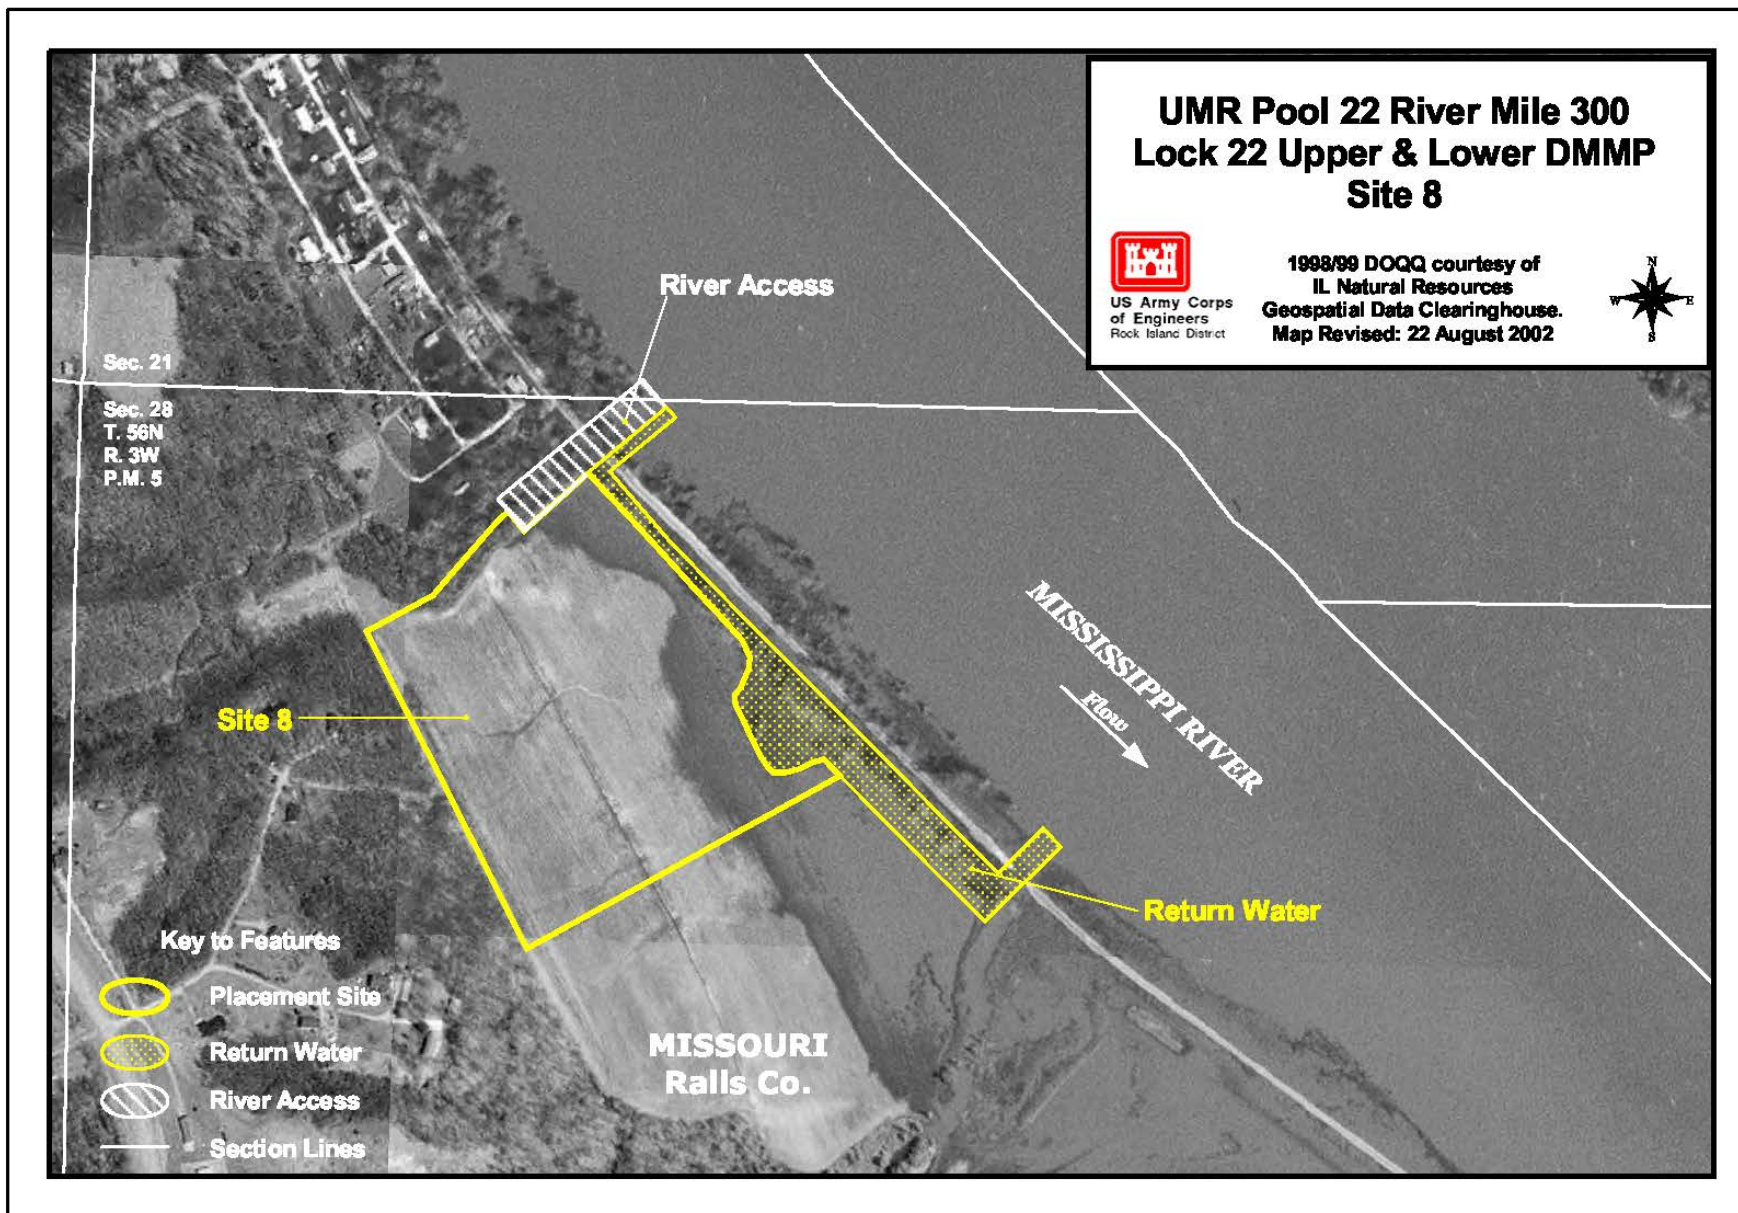 UMR Pool 22 River Mile 300
Lock 22 Upper & Lower DMMP
Site 8
US Army Corps
of Engineers
Rock Island District
1998/99 DOQQ courtesy of
IL Natural Resources
Geospatial Data Clearinghouse.
Map Revised: 22 August 2002
N
W E
S
River Access
Sec. 21
Sec. 28
T. 56N
R. 3W
P.M. 5
MISSISSIPPI RIVER
Flow
Site 8
Return Water
Key to Features
Placement Site
Return Water
River Access
Section Lines
MISSOURI
Ralls Co.